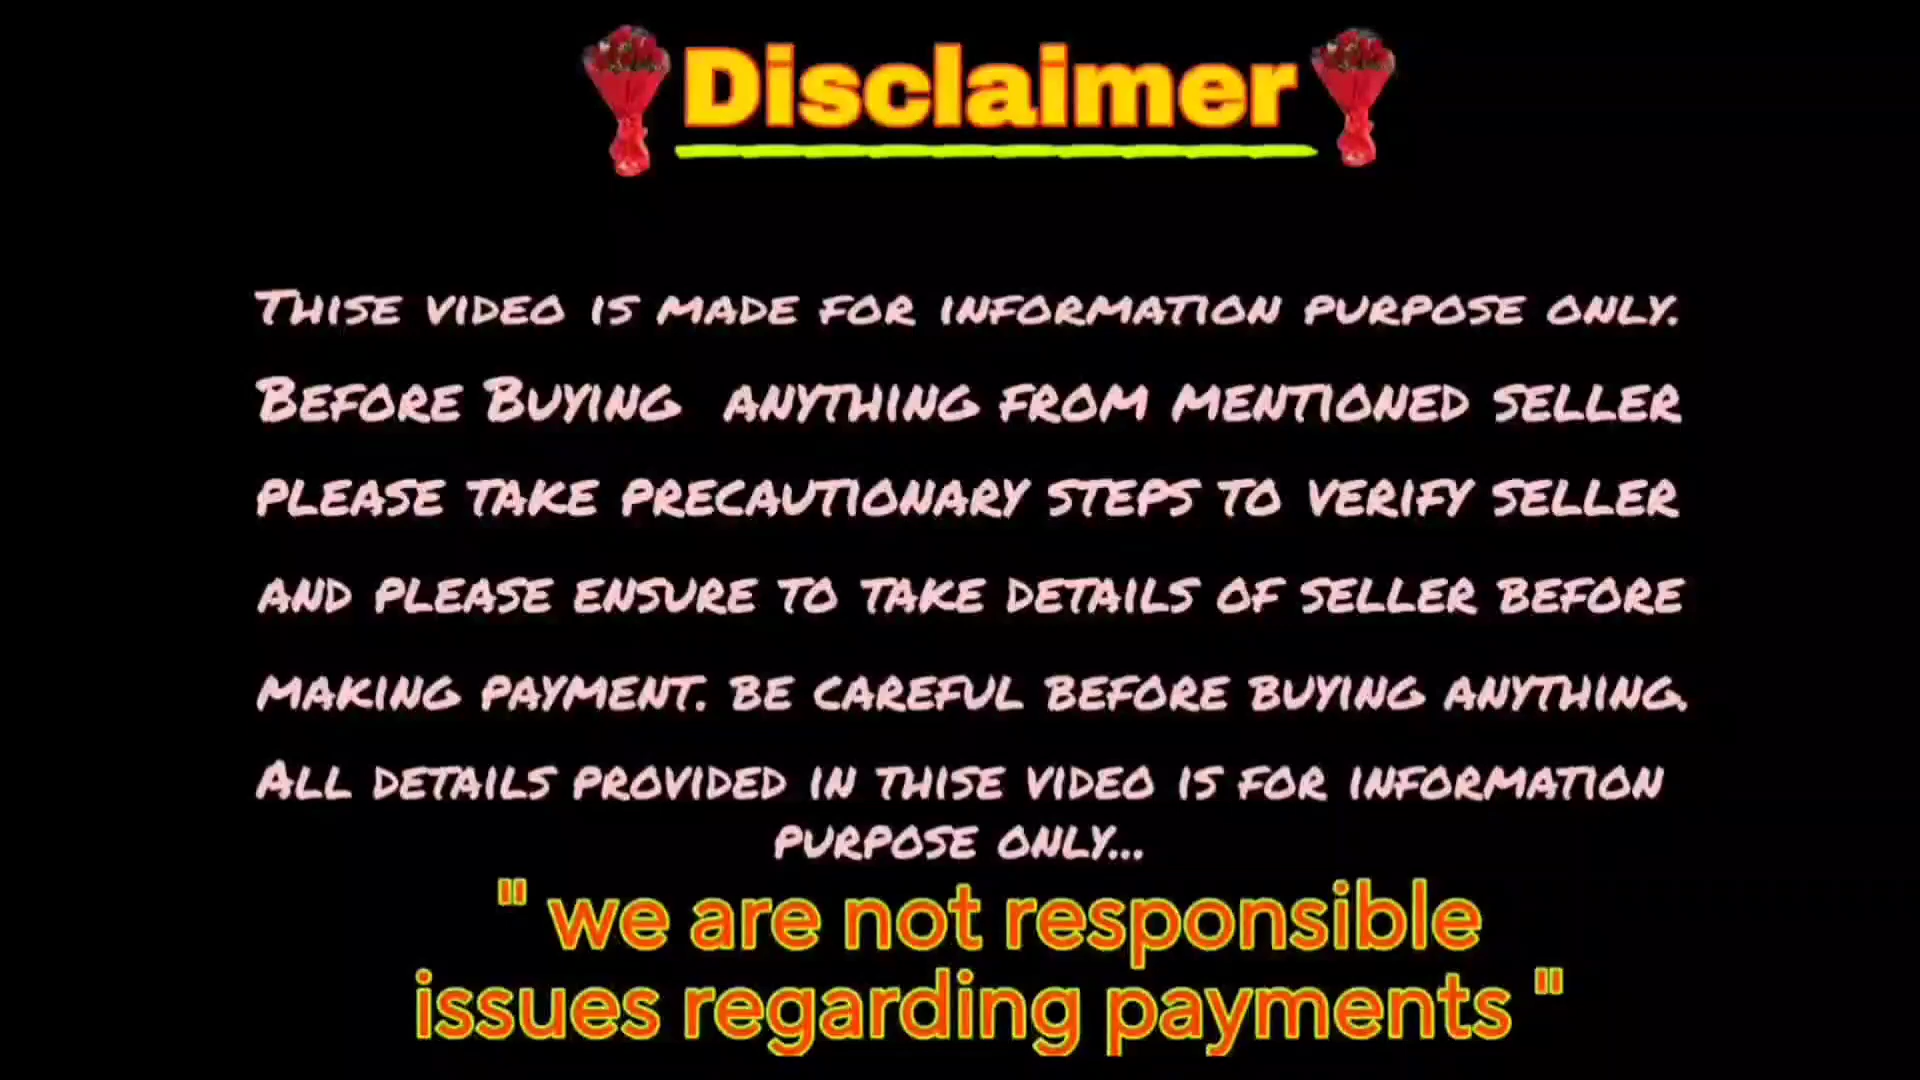 Disclaimer
THISE VIDEO IS MADE FOR INFORMATION PURPOSE ONLY.
BEFORE BUYING ANYTHING FROM MENTIONED SELLER
PLEASE TAKE PRECAUTIONARY STEPS TO VERIFY SELLER
AND PLEASE ENSURE TO TAKE DETAILS OF SELLER BEFORE
MAKING PAYMENT. BE CAREFUL BEFORE BUYING ANYTHING.
ALL DETAILS PROVIDED IN THISE VIDEO IS FOR INFORMATION
PURPOSE ONLY...
" we are not responsible
issues regarding payments "